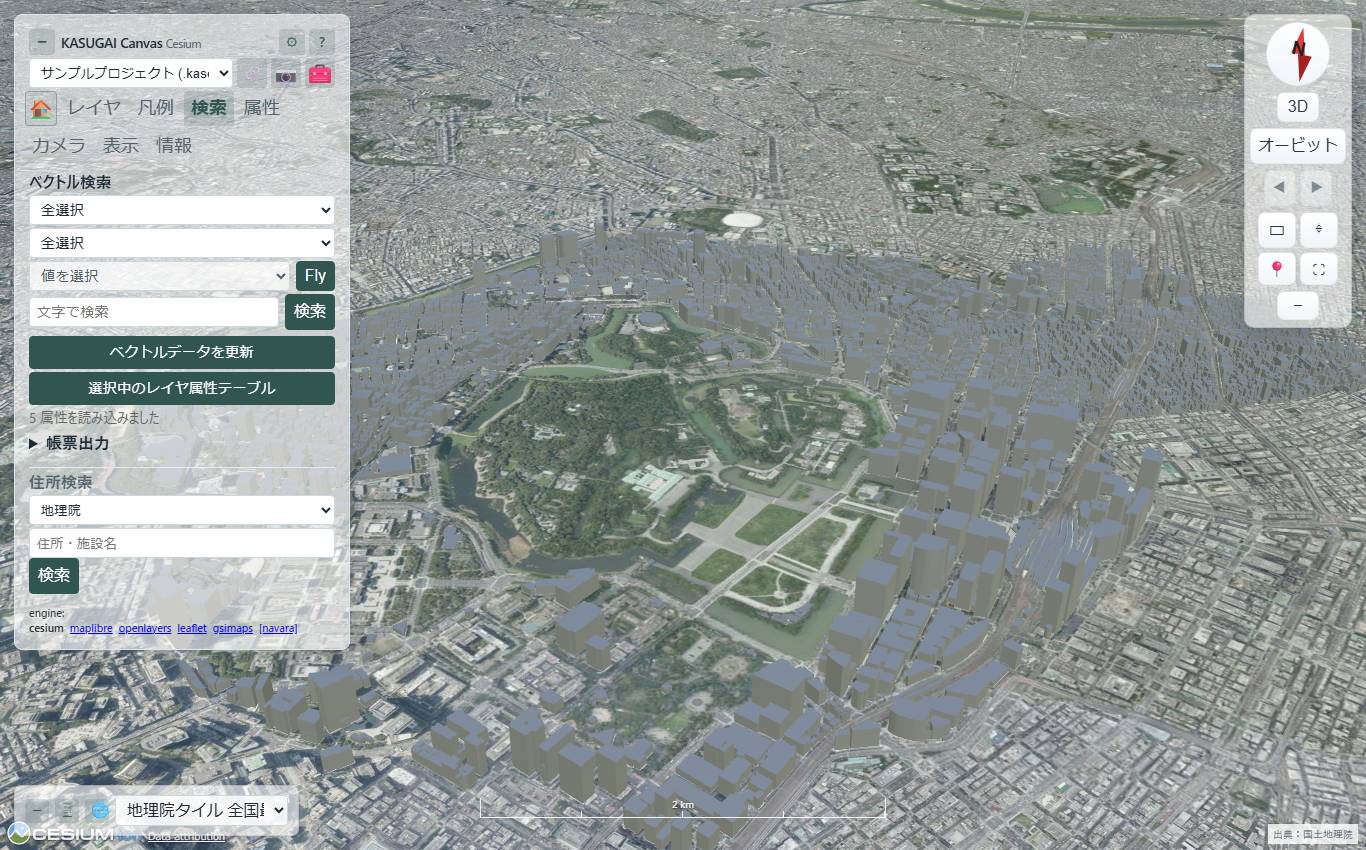 KASUGAI Canvas Cesium
?
サンプルプロジェクト (.kas
レイヤ 凡例 検索 属性
カメラ 表示 情報
ベクトル検索
全選択
全選択
値を選択 Fly
文字で検索 検索
ベクトルデータを更新
選択中のレイヤ属性テーブル
5 属性を読み込みました
帳票出力
住所検索
地理院
住所・施設名
検索
engine:
cesium maplibre openlayers leaflet gsimaps [navara]
地理院タイル 全国
CESIUM ion Data attribution
2 km
N
3D
オービット
出典：国土地理院